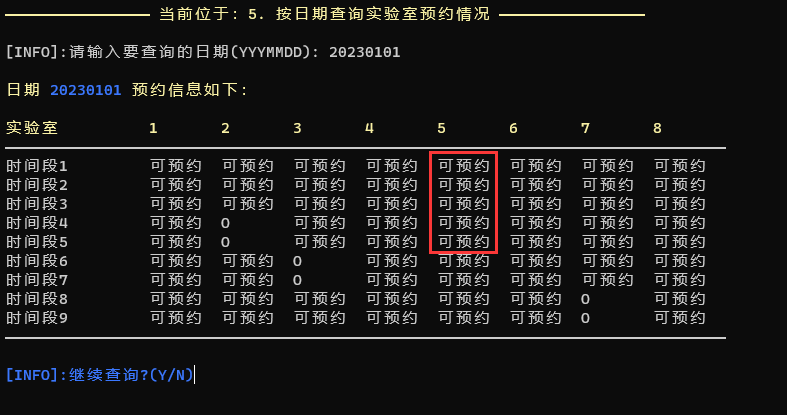 当前位于: 5. 按日期查询实验室预约情况
[INFO]:请输入要查询的日期(YYYMMDD): 20230101
日期 20230101 预约信息如下:
实验室 1 2 3 4 5 6 7 8
时间段1 可预约 可预约 可预约 可预约 可预约 可预约 可预约 可预约
时间段2 可预约 可预约 可预约 可预约 可预约 可预约 可预约 可预约
时间段3 可预约 可预约 可预约 可预约 可预约 可预约 可预约 可预约
时间段4 可预约 0 可预约 可预约 可预约 可预约 可预约 可预约
时间段5 可预约 0 可预约 可预约 可预约 可预约 可预约 可预约
时间段6 可预约 可预约 0 可预约 可预约 可预约 可预约 可预约
时间段7 可预约 可预约 0 可预约 可预约 可预约 可预约 可预约
时间段8 可预约 可预约 可预约 可预约 可预约 可预约 0 可预约
时间段9 可预约 可预约 可预约 可预约 可预约 可预约 0 可预约
[INFO]:继续查询?(Y/N)